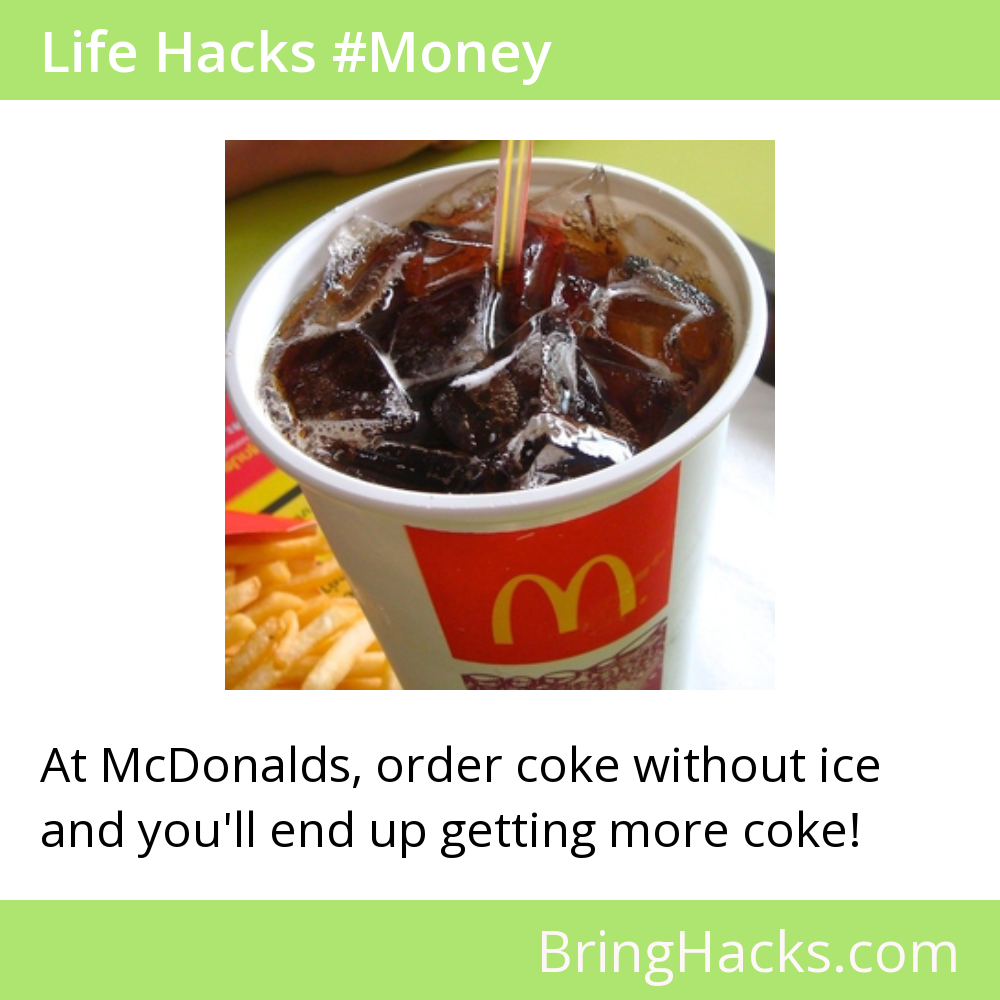 Life Hacks #Money
At McDonalds, order coke without ice
and you'll end up getting more coke!
BringHacks.com